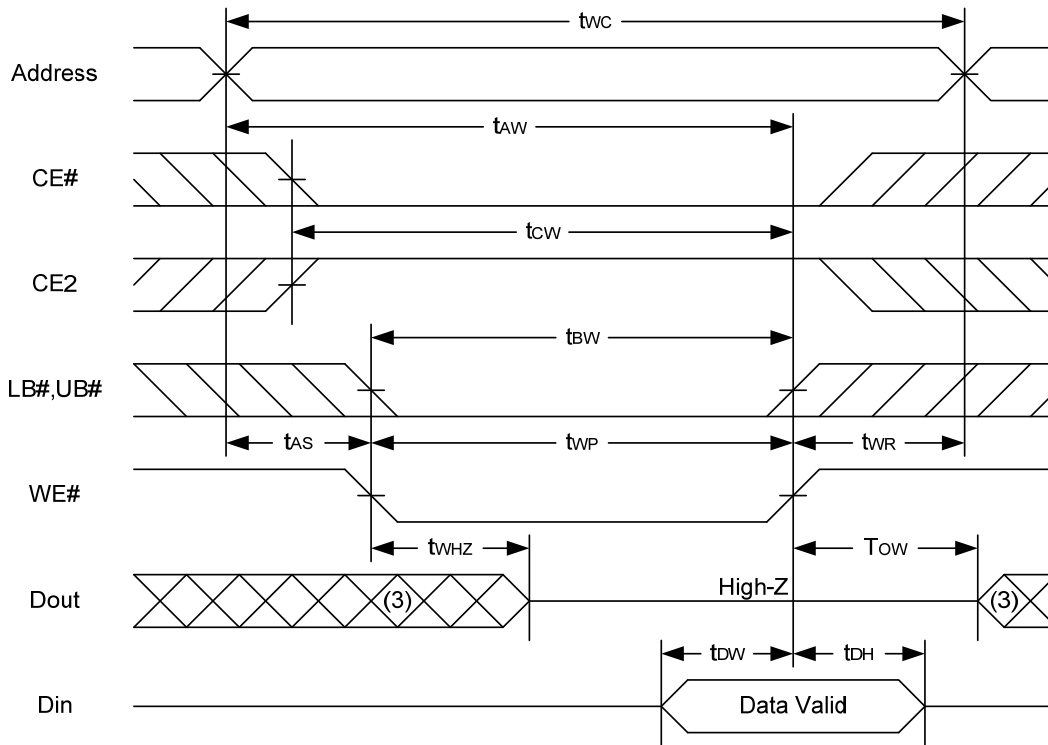 tWC
Address
tAW
CE#
tCW
CE2
tBW
LB#,UB#
tAS tWP tWR
WE#
tWHZ TOW
Dout (3) High-Z (3)
tDW tDH
Din Data Valid